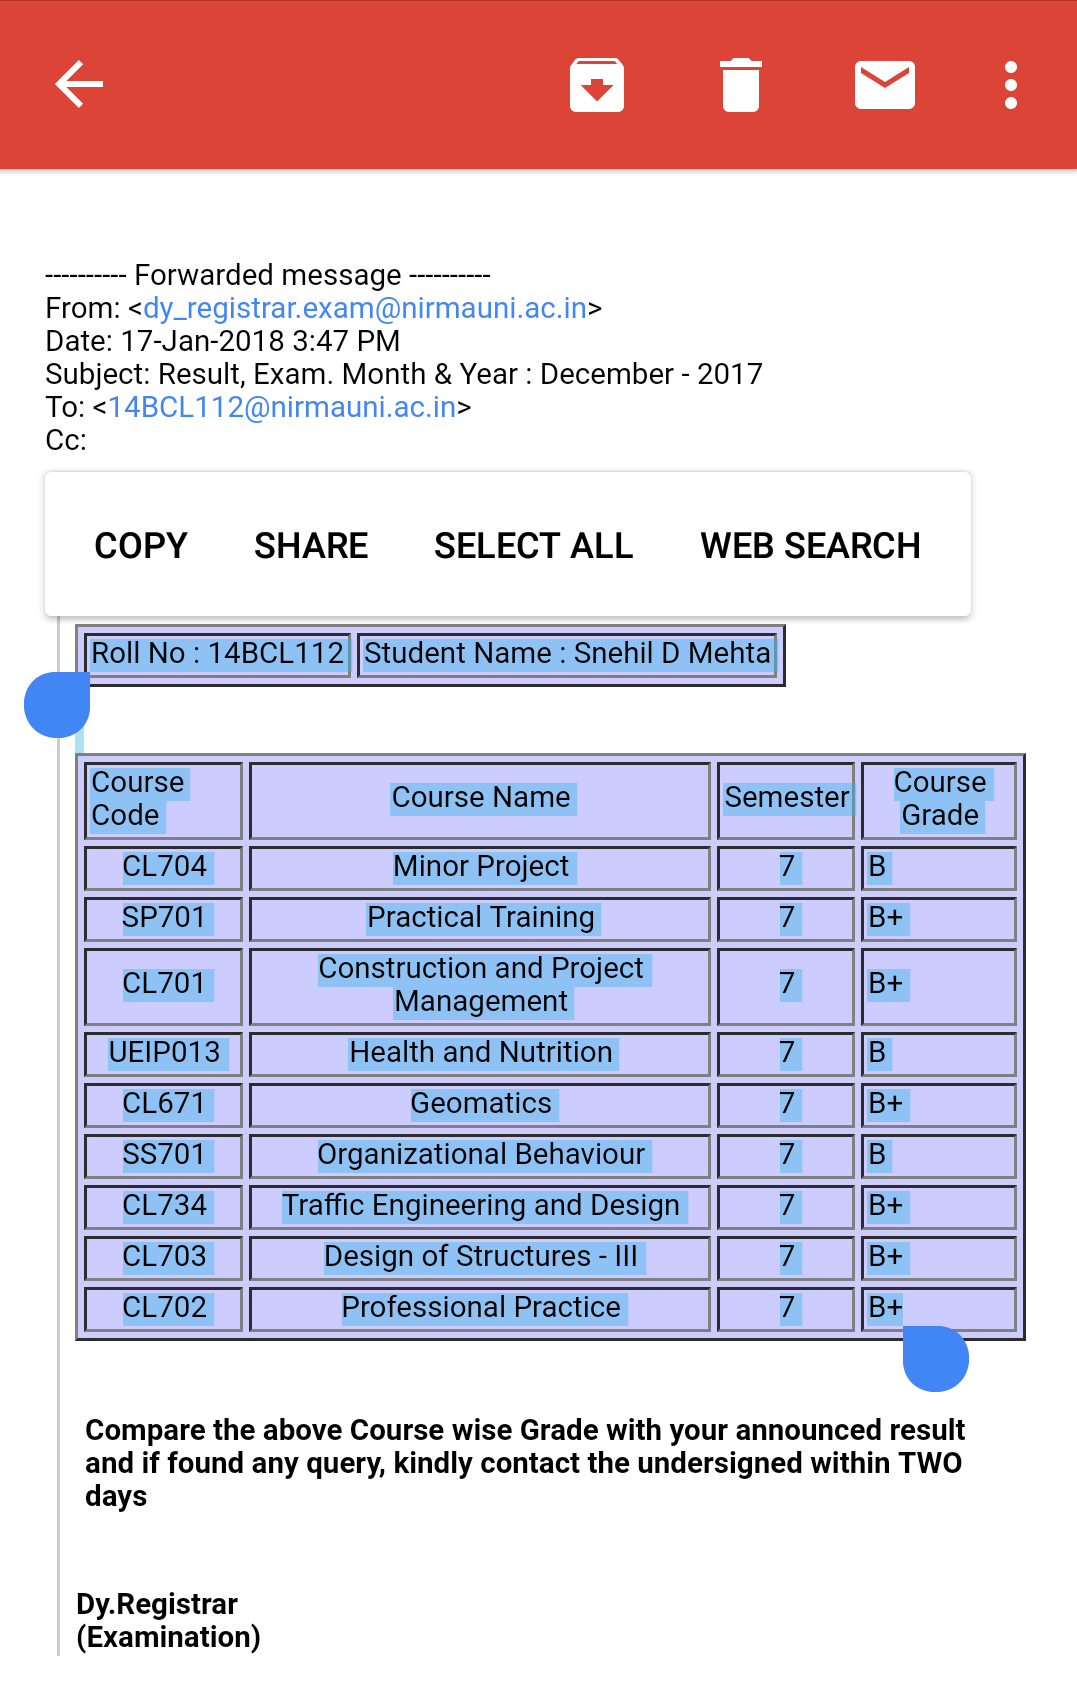 ---------- Forwarded message ----------
From: <dy_registrar.exam@nirmauni.ac.in>
Date: 17-Jan-2018 3:47 PM
Subject: Result, Exam. Month & Year : December - 2017
To: <14BCL112@nirmauni.ac.in>
Cc:
COPY SHARE SELECT ALL WEB SEARCH
Roll No : 14BCL112 Student Name : Snehil D Mehta
Course Code Course Name Semester Course Grade
CL704 Minor Project 7 B
SP701 Practical Training 7 B+
CL701 Construction and Project Management 7 B+
UEIP013 Health and Nutrition 7 B
CL671 Geomatics 7 B+
SS701 Organizational Behaviour 7 B
CL734 Traffic Engineering and Design 7 B+
CL703 Design of Structures - III 7 B+
CL702 Professional Practice 7 B+
Compare the above Course wise Grade with your announced result
and if found any query, kindly contact the undersigned within TWO
days
Dy.Registrar
(Examination)